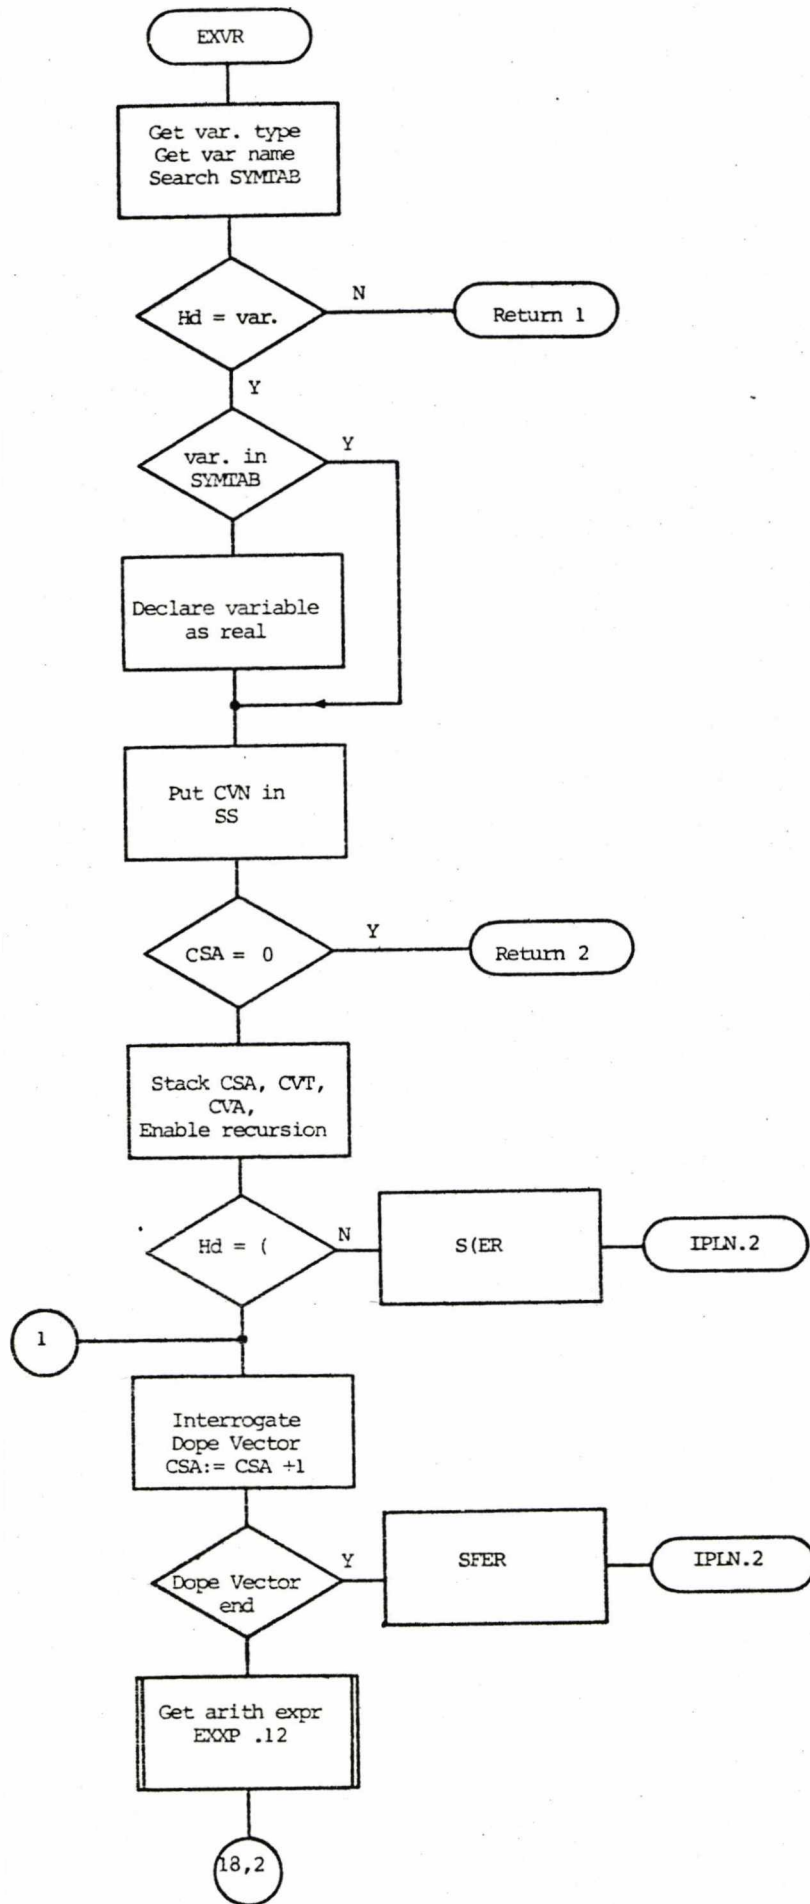 EXVR
Get var. type
Get var name
Search SYMTAB
Hd = var.
N
Return 1
Y
var. in
SYMTAB
Y
Declare variable
as real
Put CVN in
SS
CSA = 0
Y
Return 2
Stack CSA, CVT,
CVA,
Enable recursion
Hd = (
N
S(ER
IPLN.2
1
Interrogate
Dope Vector
CSA:= CSA +1
Dope Vector
end
Y
SFER
IPLN.2
Get arith expr
EXXP .12
18,2